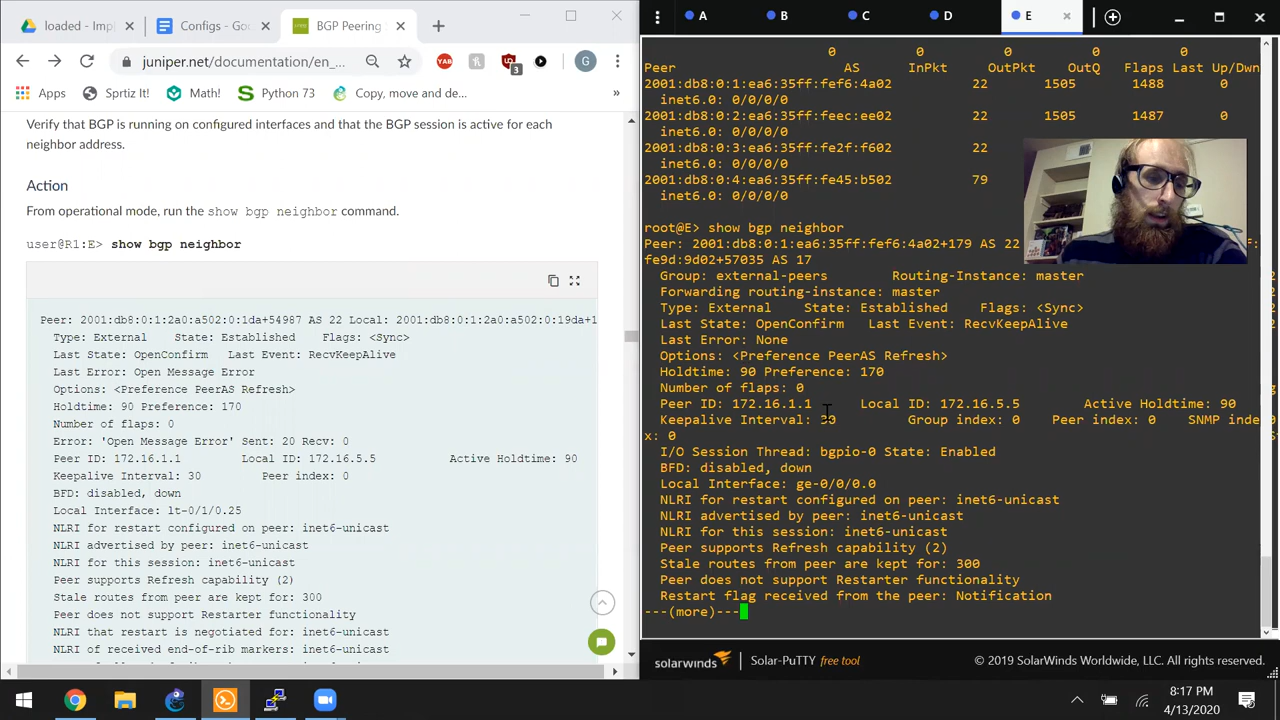 loaded - Impl
Configs - Goo
BGP Peering
juniper.net/documentation/en_...
YAB
3
G
Apps
Sprtiz It!
Math!
Python 73
Copy, move and de...
»
Verify that BGP is running on configured interfaces and that the BGP session is active for each
neighbor address.
Action
From operational mode, run the show bgp neighbor command.
user@R1:E> show bgp neighbor
Peer: 2001:db8:0:1:2a0:a502:0:1da+54987 AS 22 Local: 2001:db8:0:1:2a0:a502:0:19da+1
Type: External    State: Established    Flags: <Sync>
Last State: OpenConfirm   Last Event: RecvKeepAlive
Last Error: Open Message Error
Options: <Preference PeerAS Refresh>
Holdtime: 90 Preference: 170
Number of flaps: 0
Error: 'Open Message Error' Sent: 20 Recv: 0
Peer ID: 172.16.1.1       Local ID: 172.16.5.5       Active Holdtime: 90
Keepalive Interval: 30         Peer index: 0
BFD: disabled, down
Local Interface: lt-0/1/0.25
NLRI for restart configured on peer: inet6-unicast
NLRI advertised by peer: inet6-unicast
NLRI for this session: inet6-unicast
Peer supports Refresh capability (2)
Stale routes from peer are kept for: 300
Peer does not support Restarter functionality
NLRI that restart is negotiated for: inet6-unicast
NLRI of received end-of-rib markers: inet6-unicast
A
B
C
D
E
0 0 0 0 0
Peer AS InPkt OutPkt OutQ Flaps Last Up/Dwn
2001:db8:0:1:ea6:35ff:fef6:4a02 22 1505 1488 0
inet6.0: 0/0/0/0
2001:db8:0:2:ea6:35ff:feec:ee02 22 1505 1487 0
inet6.0: 0/0/0/0
2001:db8:0:3:ea6:35ff:fe2f:f602 22
inet6.0: 0/0/0/0
2001:db8:0:4:ea6:35ff:fe45:b502 79
inet6.0: 0/0/0/0
root@E> show bgp neighbor
Peer: 2001:db8:0:1:ea6:35ff:fef6:4a02+179 AS 22
fe9d:9d02+57035 AS 17
Group: external-peers        Routing-Instance: master
Forwarding routing-instance: master
Type: External    State: Established    Flags: <Sync>
Last State: OpenConfirm   Last Event: RecvKeepAlive
Last Error: None
Options: <Preference PeerAS Refresh>
Holdtime: 90 Preference: 170
Number of flaps: 0
Peer ID: 172.16.1.1      Local ID: 172.16.5.5        Active Holdtime: 90
Keepalive Interval: 30         Group index: 0    Peer index: 0    SNMP inde
x: 0
I/O Session Thread: bgpio-0 State: Enabled
BFD: disabled, down
Local Interface: ge-0/0/0.0
NLRI for restart configured on peer: inet6-unicast
NLRI advertised by peer: inet6-unicast
NLRI for this session: inet6-unicast
Peer supports Refresh capability (2)
Stale routes from peer are kept for: 300
Peer does not support Restarter functionality
Restart flag received from the peer: Notification
---(more)---
solarwinds Solar-PuTTY free tool © 2019 SolarWinds Worldwide, LLC. All rights reserved.
8:17 PM
4/13/2020